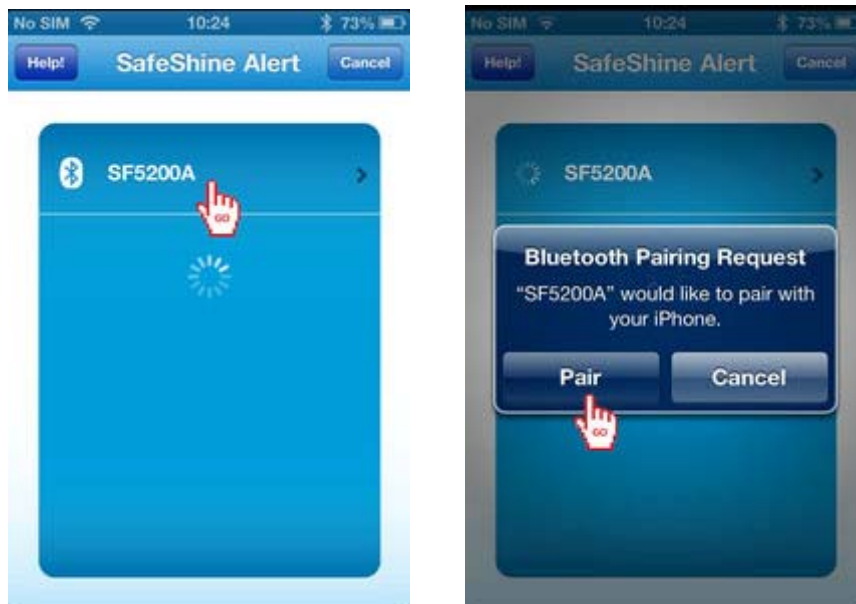 No SIM 10:24 73%
Help! SafeShine Alert Cancel
SF5200A
GO
No SIM 10:24 73%
Help! SafeShine Alert Cancel
SF5200A
Bluetooth Pairing Request
“SF5200A” would like to pair with
your iPhone.
Pair Cancel
GO